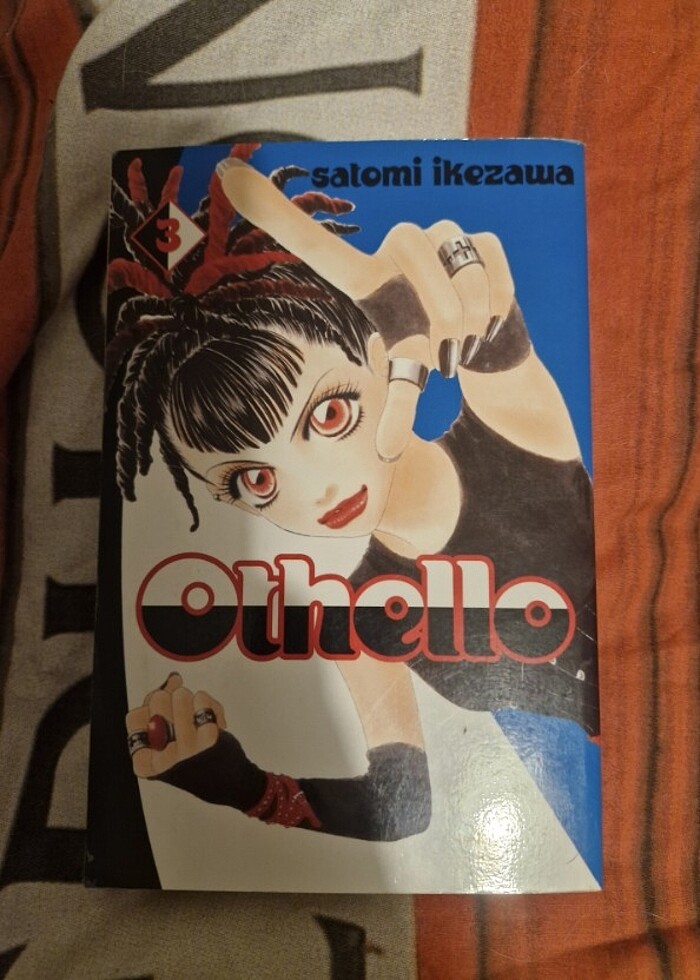 satomi ikezawa
3
Othello